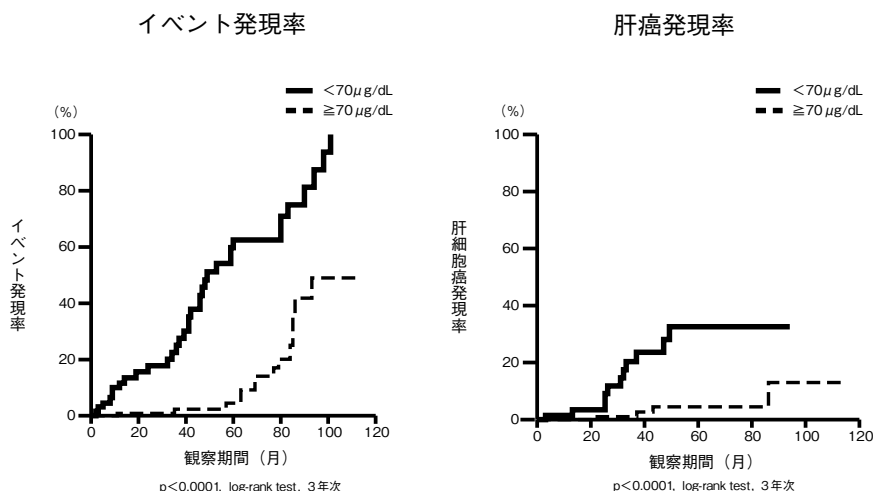 イベント発現率
<70μg/dL
≧70μg/dL
(%)
100
80
60
40
20
0
イベント発現率
0 20 40 60 80 100 120
観察期間(月)
p<0.0001, log-rank test, 3年次
肝癌発現率
<70μg/dL
≧70μg/dL
(%)
100
80
60
40
20
0
肝細胞癌発現率
0 20 40 60 80 100 120
観察期間(月)
p<0.0001, log-rank test, 3年次